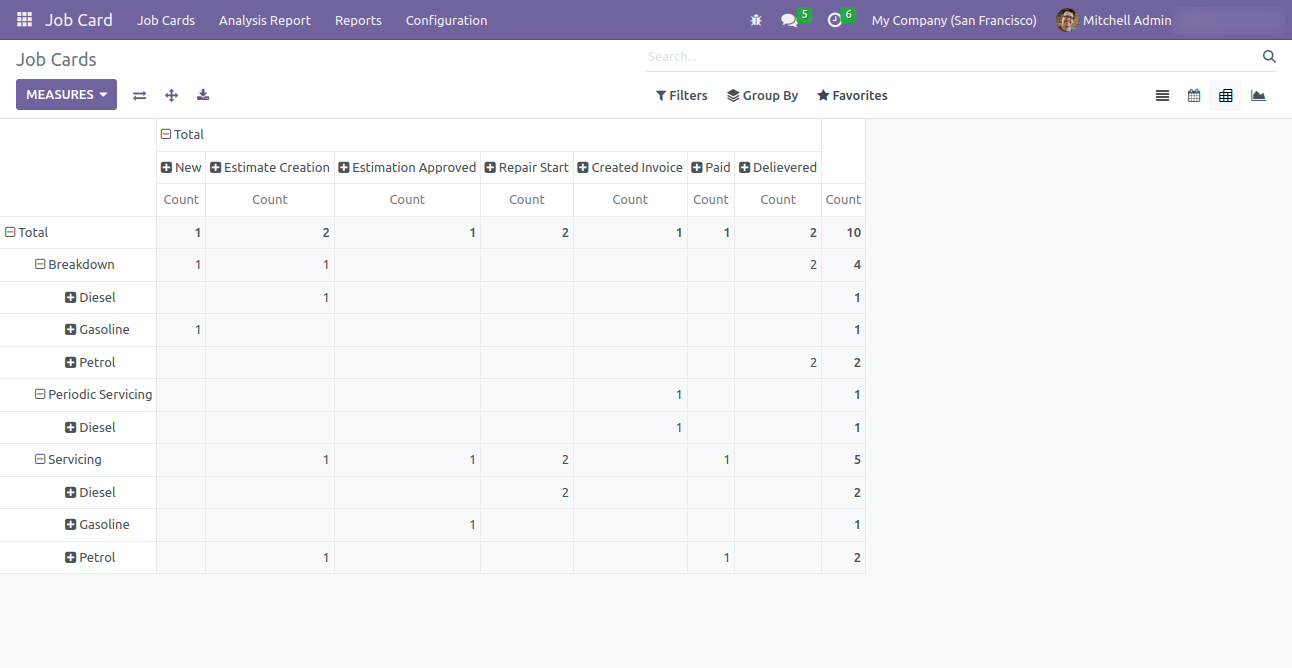 Job Card Job Cards Analysis Report Reports Configuration 5 6 My Company (San Francisco) Mitchell Admin
Job Cards Search...
MEASURES Filters Group By Favorites
Total
New Estimate Creation Estimation Approved Repair Start Created Invoice Paid Delievered
Count Count Count Count Count Count Count Count
Total 1 2 1 2 1 1 2 10
Breakdown 1 1 2 4
Diesel 1 1
Gasoline 1 1
Petrol 2 2
Periodic Servicing 1 1
Diesel 1 1
Servicing 1 1 2 1 5
Diesel 2 2
Gasoline 1 1
Petrol 1 1 2